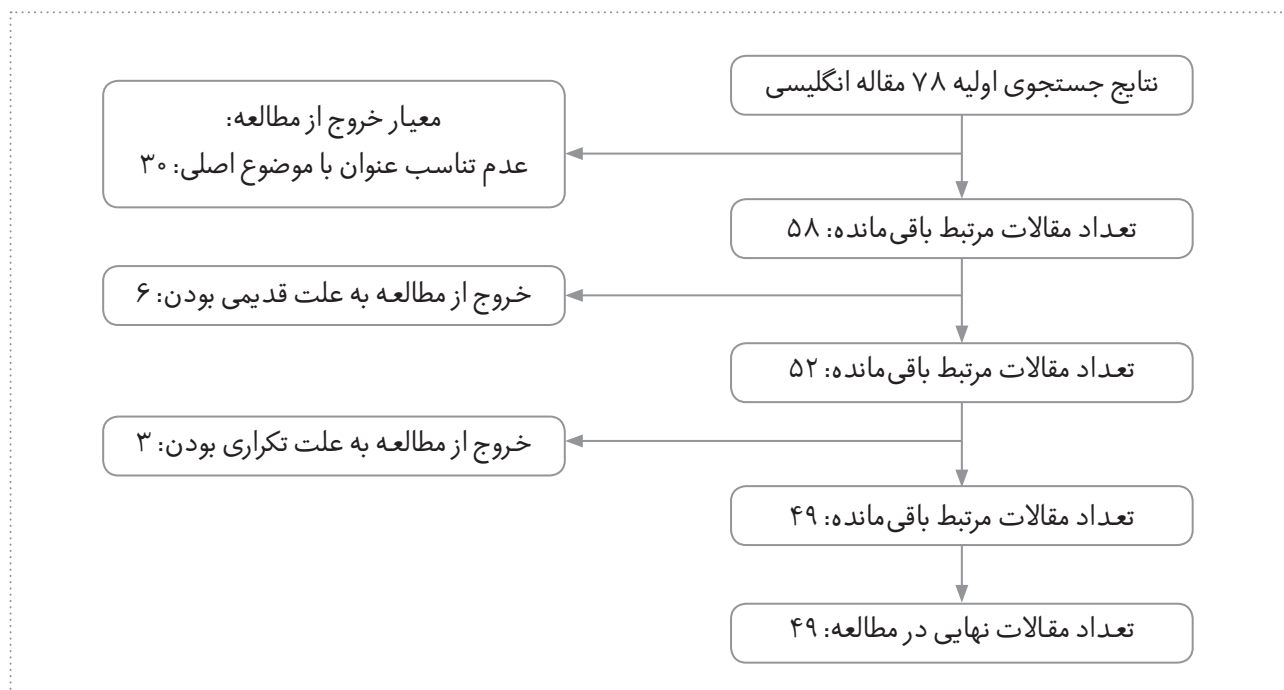 نتایج جستجوی اولیه ۷۸ مقاله انگلیسی
معیار خروج از مطالعه:
عدم تناسب عنوان با موضوع اصلی: ۳۰
تعداد مقالات مرتبط باقی‌مانده: ۵۸
خروج از مطالعه به علت قدیمی بودن: ۶
تعداد مقالات مرتبط باقی‌مانده: ۵۲
خروج از مطالعه به علت تکراری بودن: ۳
تعداد مقالات مرتبط باقی‌مانده: ۴۹
تعداد مقالات نهایی در مطالعه: ۴۹